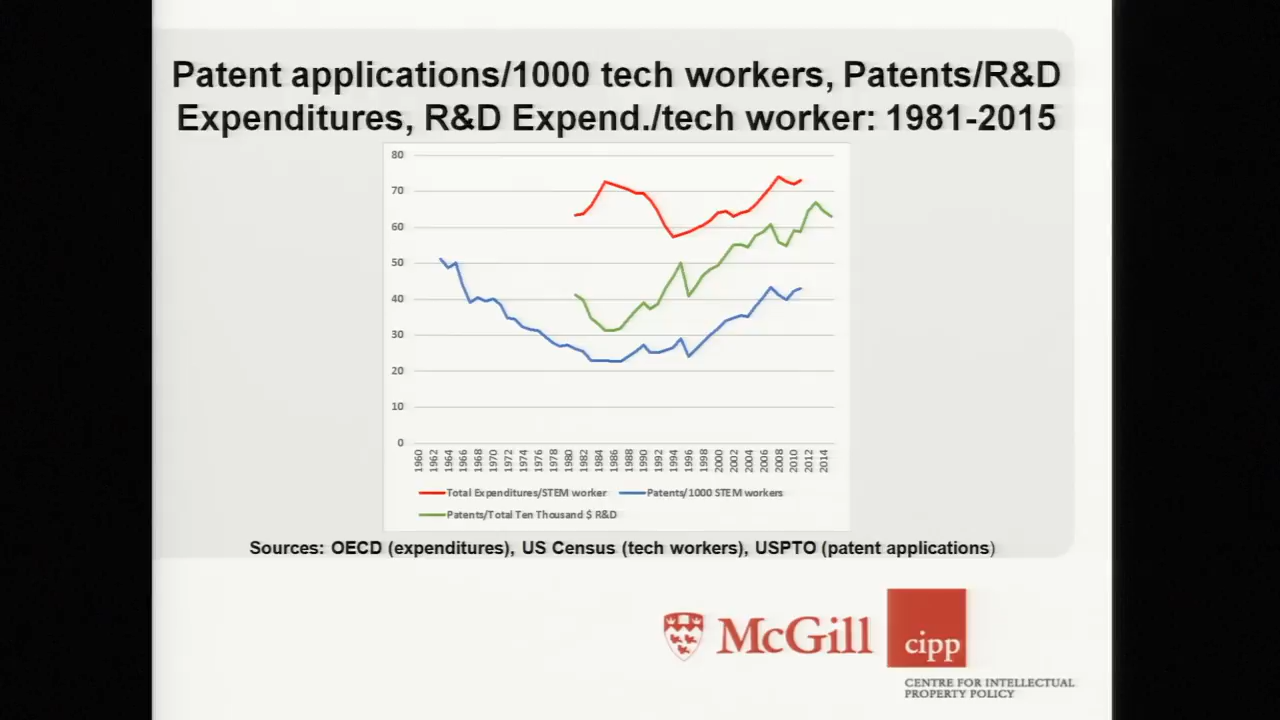 Patent applications/1000 tech workers, Patents/R&D
Expenditures, R&D Expend./tech worker: 1981-2015
80
70
60
50
40
30
20
10
0
1960 1962 1964 1966 1968 1970 1972 1974 1976 1978 1980 1982 1984 1986 1988 1990 1992 1994 1996 1998 2000 2002 2004 2006 2008 2010 2012 2014
Total Expenditures/STEM worker Patents/1000 STEM workers
Patents/Total Ten Thousand $ R&D
Sources: OECD (expenditures), US Census (tech workers), USPTO (patent applications)
McGill
cipp
CENTRE FOR INTELLECTUAL
PROPERTY POLICY